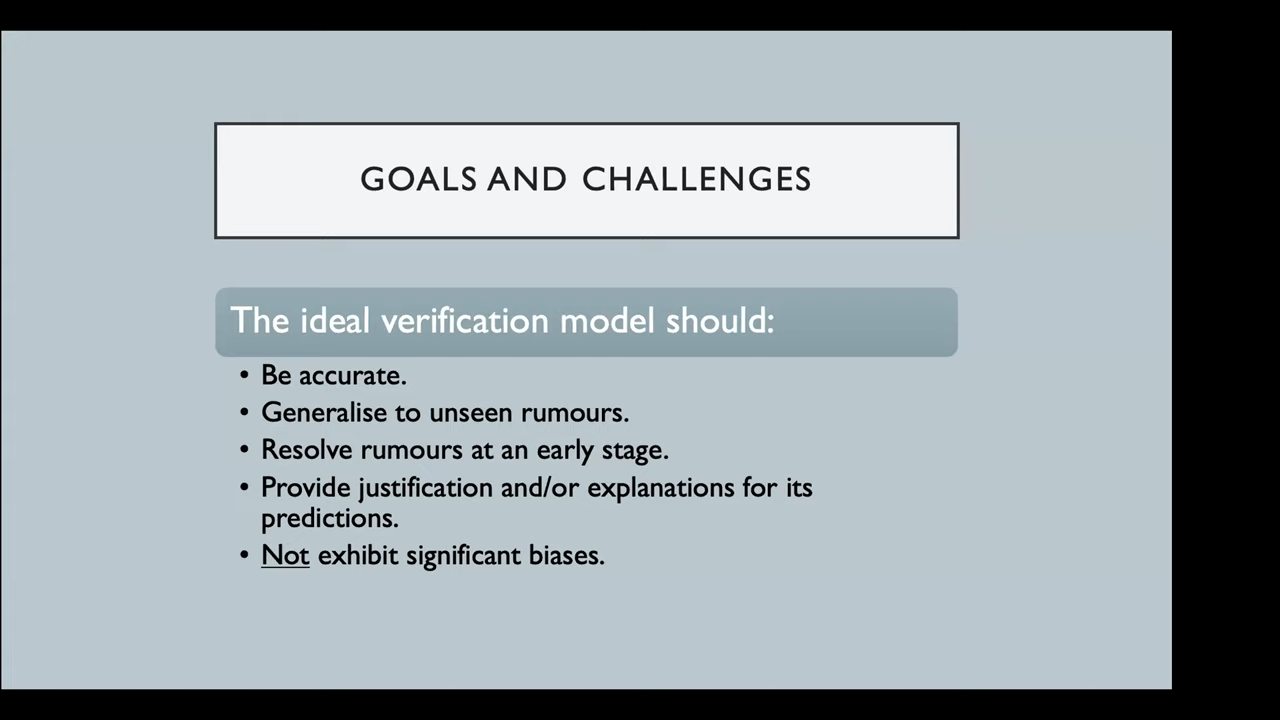 GOALS AND CHALLENGES
The ideal verification model should:
• Be accurate.
• Generalise to unseen rumours.
• Resolve rumours at an early stage.
• Provide justification and/or explanations for its
predictions.
• Not exhibit significant biases.